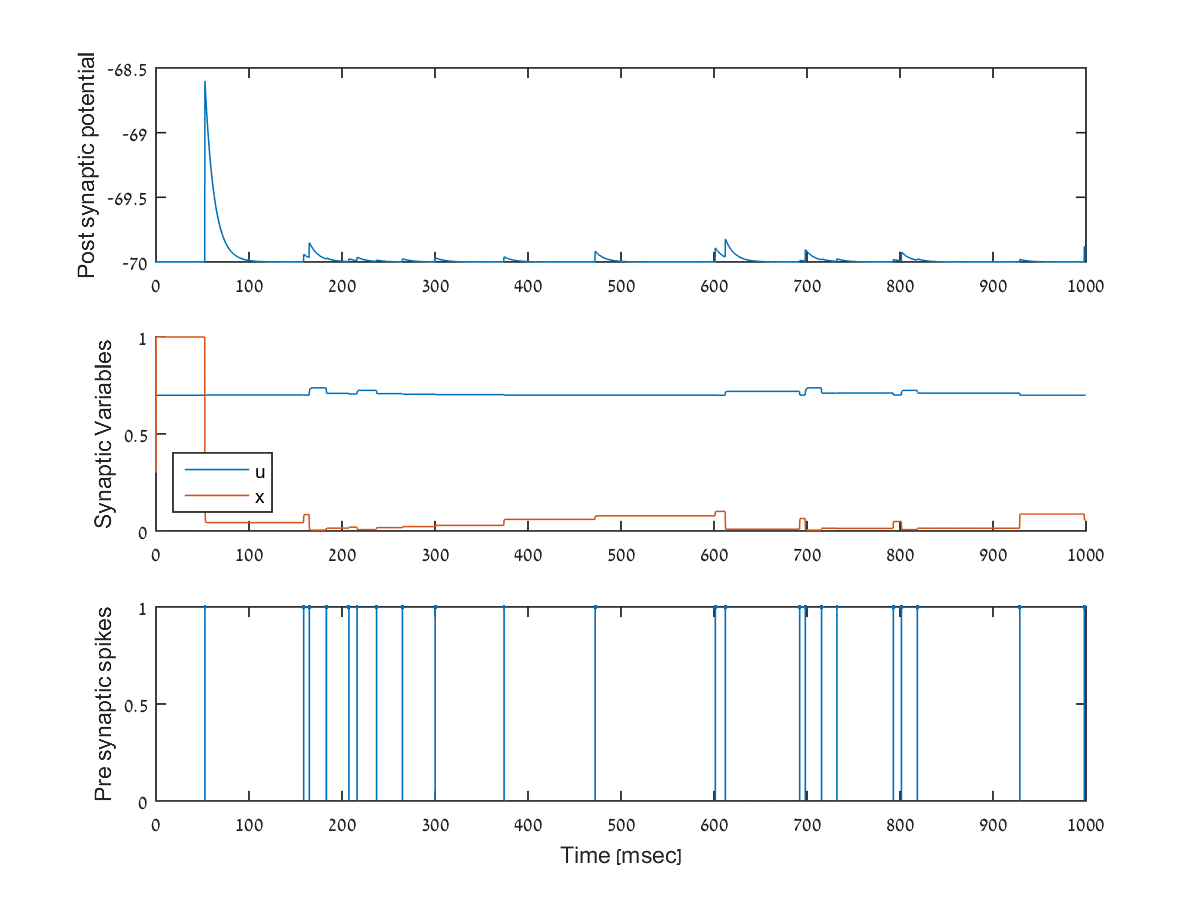 Post synaptic potential
-68.5
-69
-69.5
-70
0 100 200 300 400 500 600 700 800 900 1000
Synaptic Variables
1
0.5
0
u
x
0 100 200 300 400 500 600 700 800 900 1000
Pre synaptic spikes
1
0.5
0
0 100 200 300 400 500 600 700 800 900 1000
Time [msec]